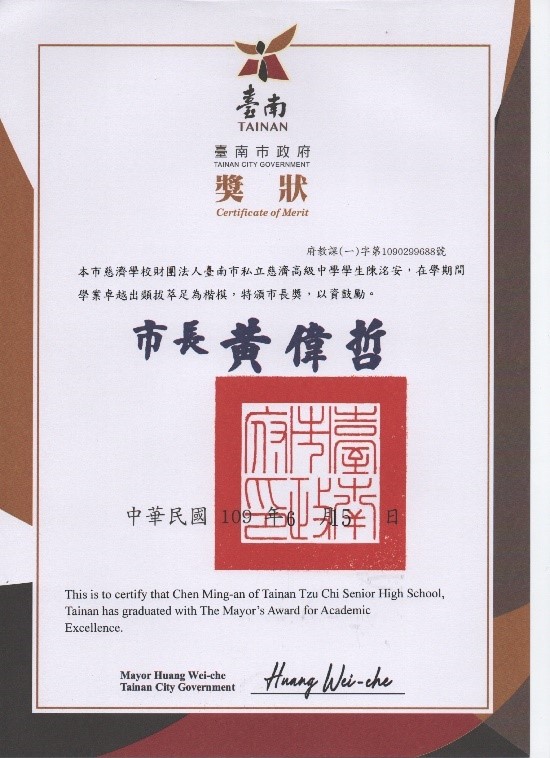 臺南
TAINAN
臺南市政府
TAINAN CITY GOVERNMENT
獎狀
Certificate of Merit
府教課(一)字第1090299688號
本市慈濟學校財團法人臺南市私立慈濟高級中學學生陳洺安，在學期間
學業卓越出類拔萃足為楷模，特頒市長獎，以資鼓勵。
市長 黃偉哲
臺南市政府印
中華民國 109 年 6 月 15 日
This is to certify that Chen Ming-an of Tainan Tzu Chi Senior High School,
Tainan has graduated with The Mayor's Award for Academic
Excellence.
Mayor Huang Wei-che
Tainan City Government
Huang Wei-che